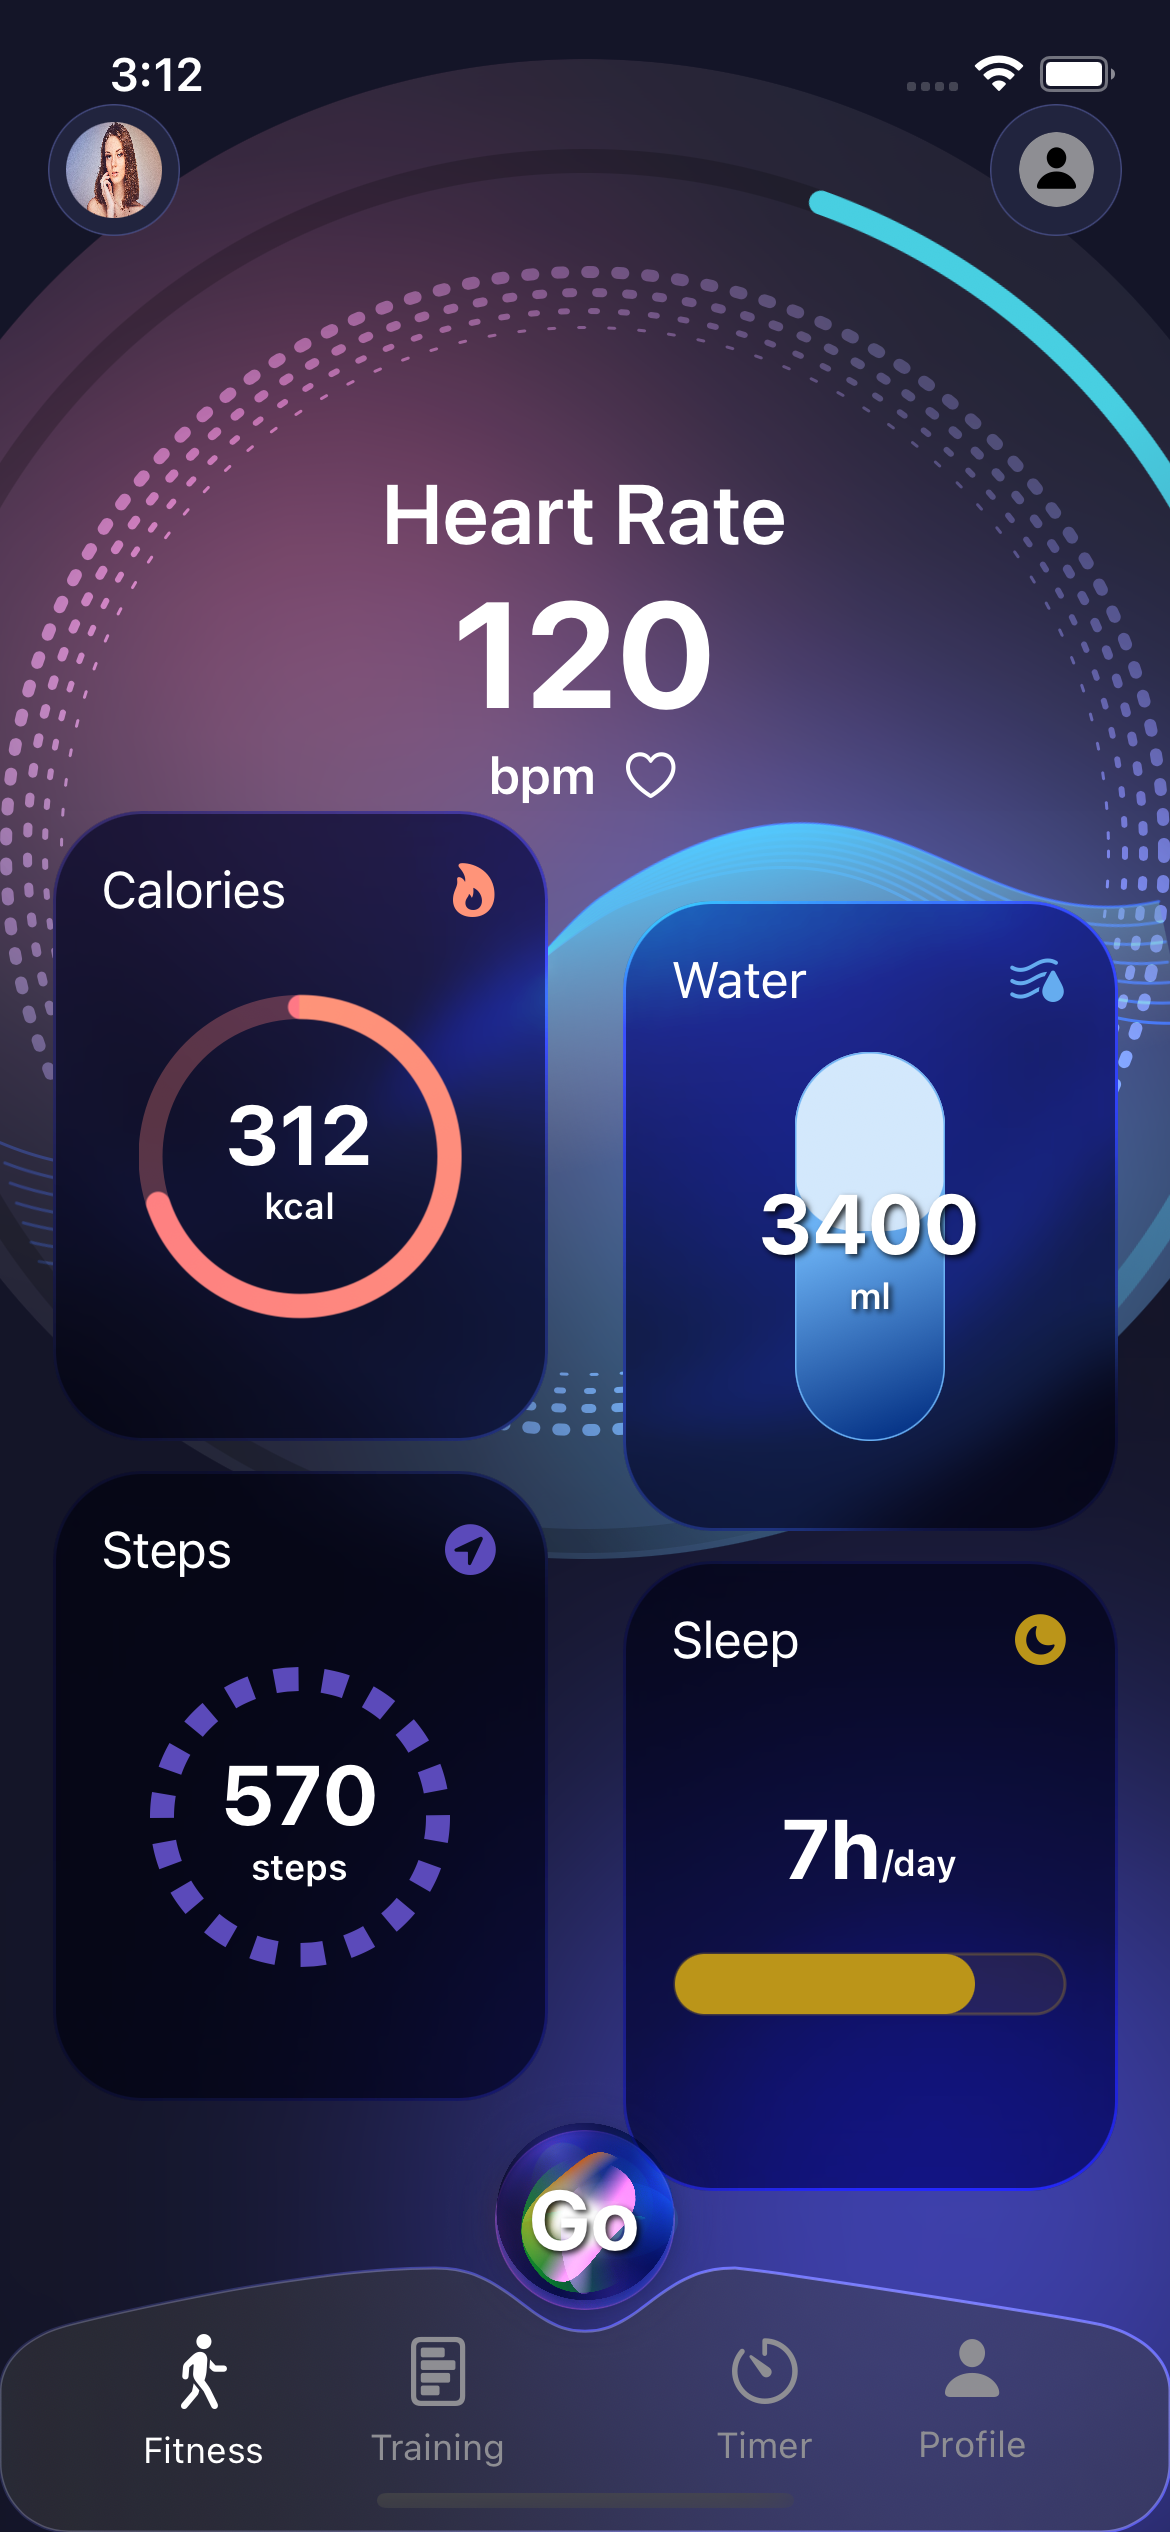 3:12
Heart Rate
120
bpm
Calories
312
kcal
Water
3400
ml
Steps
570
steps
Sleep
7h/day
Go
Fitness
Training
Timer
Profile